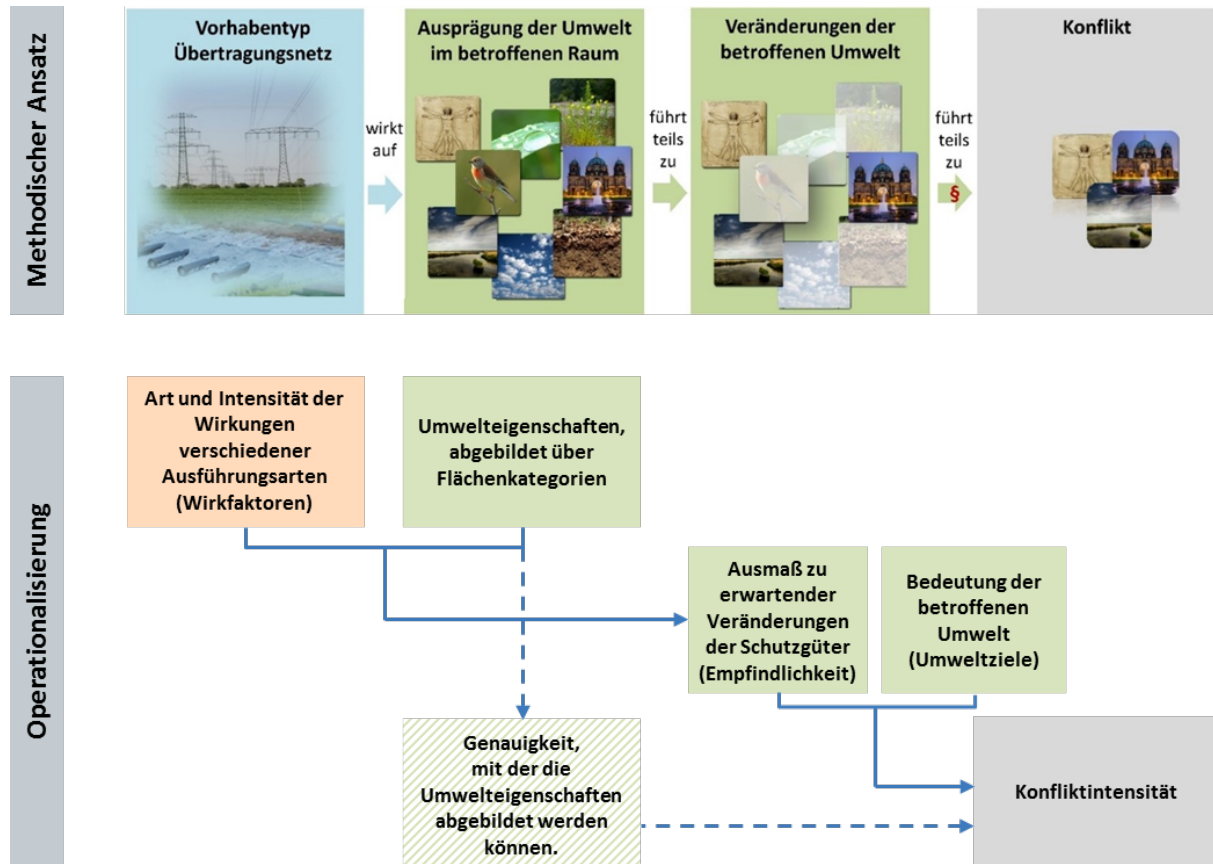 Methodischer Ansatz
Vorhabentyp
Übertragungsnetz
wirkt
auf
Ausprägung der Umwelt
im betroffenen Raum
führt
teils
zu
Veränderungen der
betroffenen Umwelt
führt
teils
zu
§
Konflikt
Operationalisierung
Art und Intensität der
Wirkungen
verschiedener
Ausführungsarten
(Wirkfaktoren)
Umwelteigenschaften,
abgebildet über
Flächenkategorien
Ausmaß zu
erwartender
Veränderungen
der Schutzgüter
(Empfindlichkeit)
Bedeutung der
betroffenen
Umwelt
(Umweltziele)
Genauigkeit,
mit der die
Umwelteigenschaften
abgebildet werden
können.
Konfliktintensität